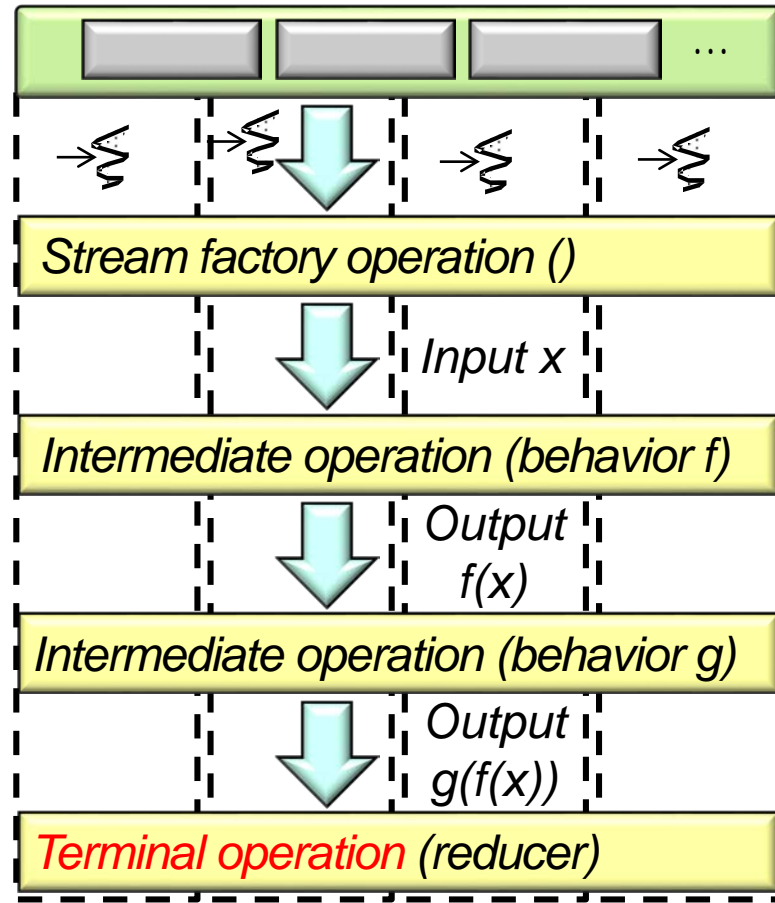 ...
Stream factory operation ()
Input x
Intermediate operation (behavior f)
Output
f(x)
Intermediate operation (behavior g)
Output
g(f(x))
Terminal operation (reducer)